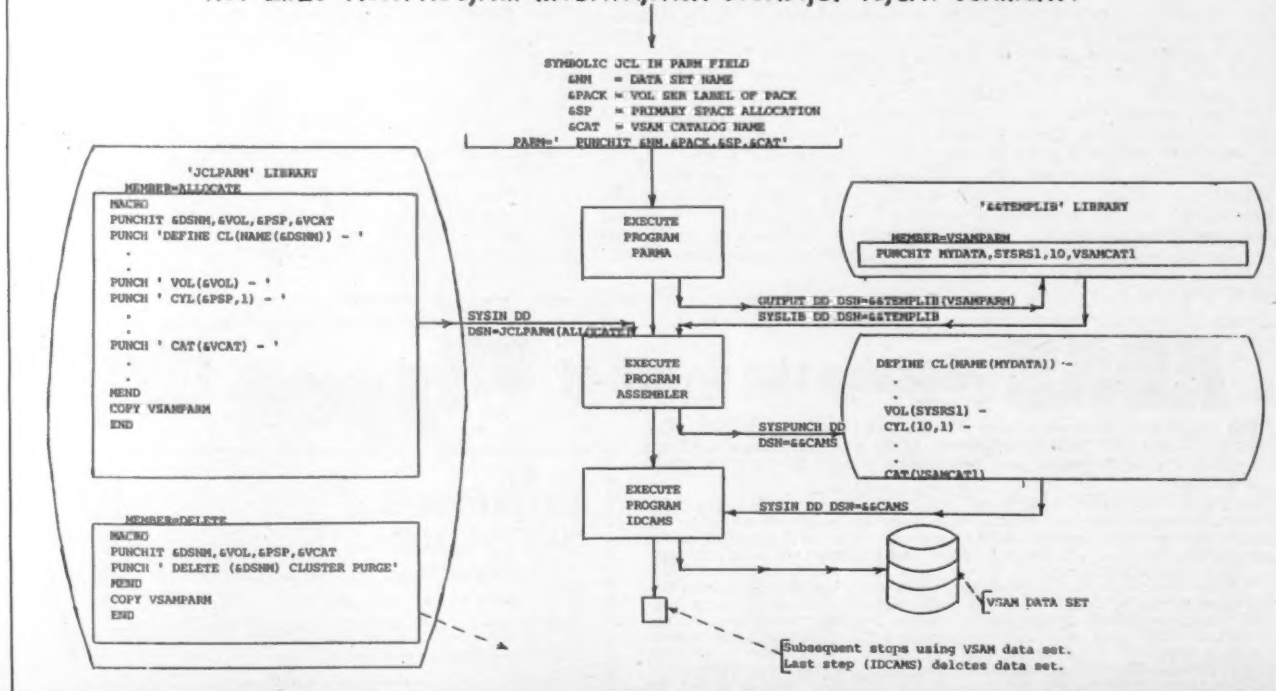 SYMBOLIC JCL IN PARM FIELD
&NM = DATA SET NAME
&PACK = VOL SER LABEL OF PACK
&SP = PRIMARY SPACE ALLOCATION
&CAT = VSAM CATALOG NAME
PARM=' PUNCHIT &NM,&PACK,&SP,&CAT'
'JCLPARM' LIBRARY
MEMBER=ALLOCATE
MACRO
PUNCHIT &DSNM,&VOL,&PSP,&VCAT
PUNCH 'DEFINE CL(NAME(&DSNM)) - '
.
.
PUNCH ' VOL(&VOL) - '
PUNCH ' CYL(&PSP,1) - '
.
.
.
PUNCH ' CAT(&VCAT) - '
.
.
MEND
COPY VSAMPARM
END
MEMBER=DELETE
MACRO
PUNCHIT &DSNM,&VOL,&PSP,&VCAT
PUNCH ' DELETE (&DSNM) CLUSTER PURGE'
MEND
COPY VSAMPARM
END
EXECUTE
PROGRAM
PARMA
'&&TEMPLIB' LIBRARY
MEMBER=VSAMPARM
PUNCHIT MYDATA,SYSRS1,10,VSAMCAT1
OUTPUT DD DSN=&&TEMPLIB(VSAMPARM)
SYSLIB DD DSN=&&TEMPLIB
SYSIN DD
DSN=JCLPARM(ALLOCATE)
EXECUTE
PROGRAM
ASSEMBLER
DEFINE CL(NAME(MYDATA)) -
.
.
VOL(SYSRS1) -
CYL(10,1) -
.
.
CAT(VSAMCAT1)
SYSPUNCH DD
DSN=&&CAMS
EXECUTE
PROGRAM
IDCAMS
SYSIN DD DSN=&&CAMS
VSAM DATA SET
Subsequent steps using VSAM data set.
Last step (IDCAMS) deletes data set.